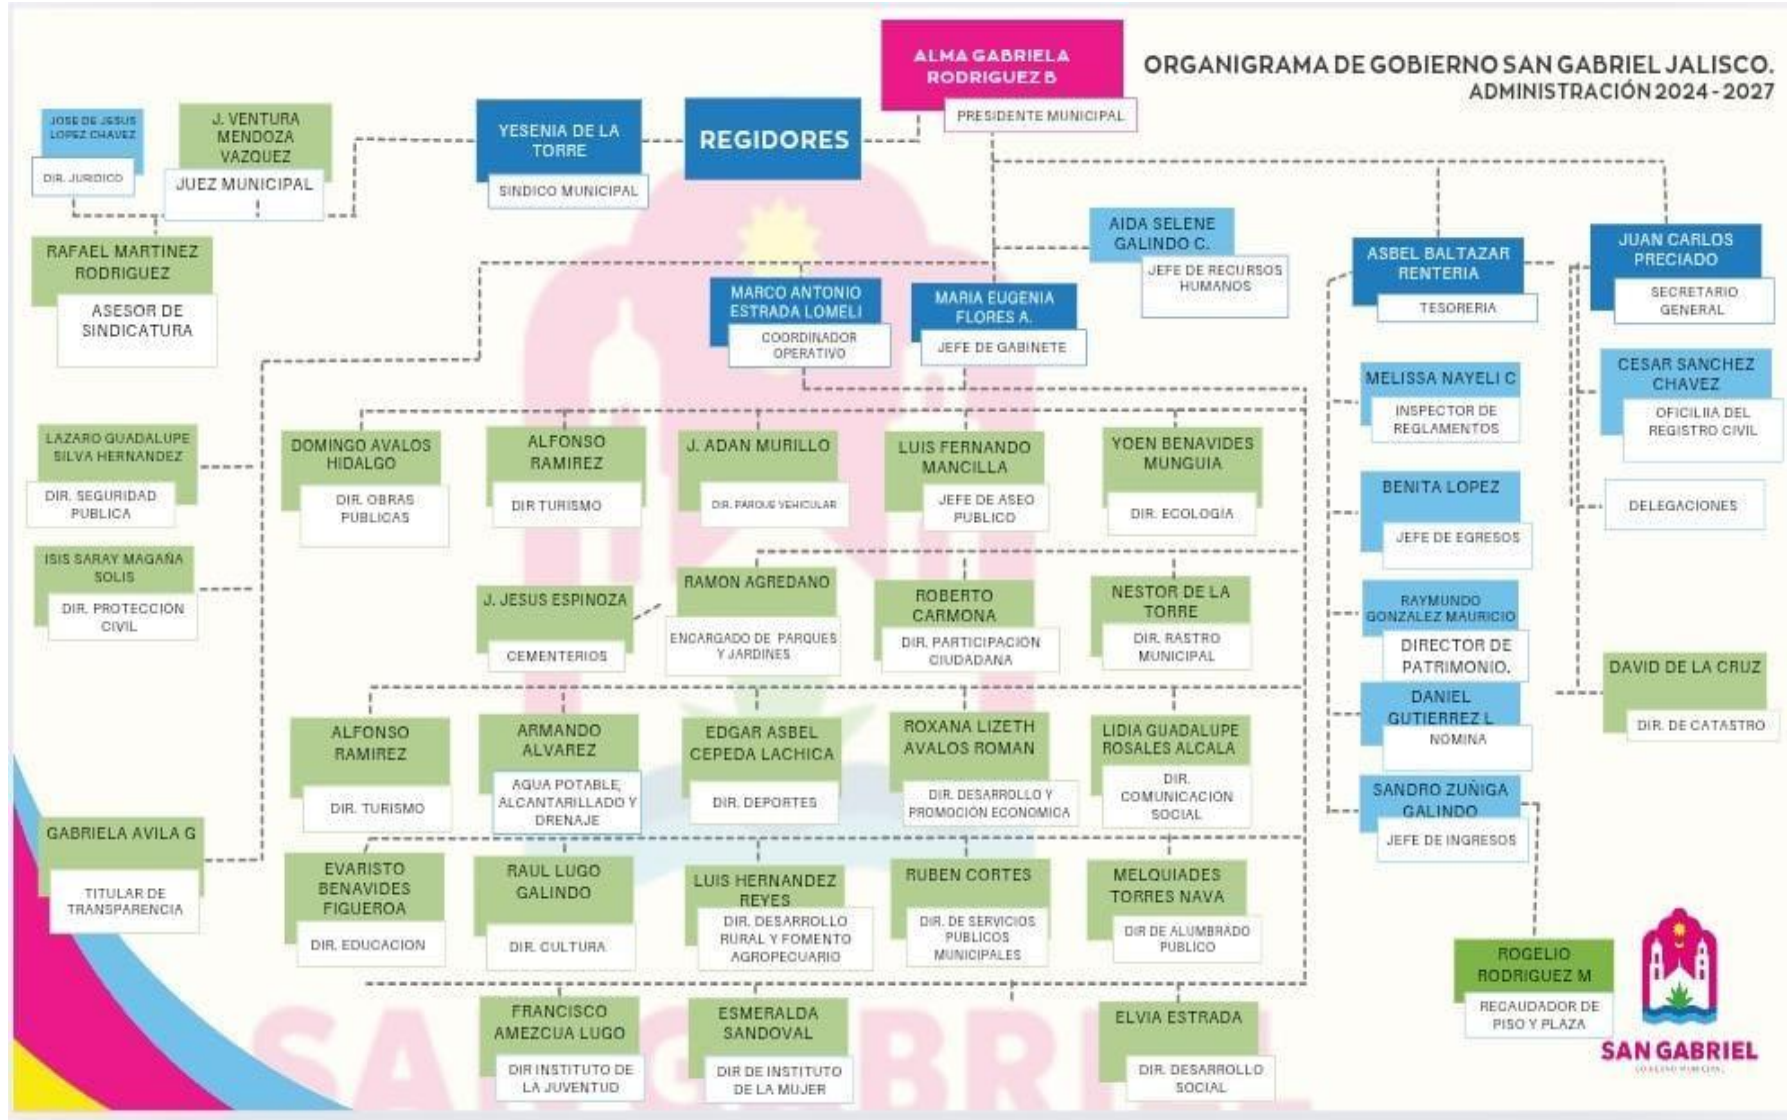 ALMA GABRIELA
RODRIGUEZ B
PRESIDENTE MUNICIPAL
ORGANIGRAMA DE GOBIERNO SAN GABRIEL JALISCO.
ADMINISTRACIÓN 2024 - 2027
JOSE DE JESUS
LOPEZ CHAVEZ
DIR. JURIDICO
J. VENTURA
MENDOZA
VAZQUEZ
JUEZ MUNICIPAL
YESENIA DE LA
TORRE
SINDICO MUNICIPAL
REGIDORES
RAFAEL MARTINEZ
RODRIGUEZ
ASESOR DE
SINDICATURA
AIDA SELENE
GALINDO C.
JEFE DE RECURSOS
HUMANOS
MARCO ANTONIO
ESTRADA LOMELI
COORDINADOR
OPERATIVO
MARIA EUGENIA
FLORES A.
JEFE DE GABINETE
ASBEL BALTAZAR
RENTERIA
TESORERIA
JUAN CARLOS
PRECIADO
SECRETARIO
GENERAL
MELISSA NAYELI C
INSPECTOR DE
REGLAMENTOS
CESAR SANCHEZ
CHAVEZ
OFICILIIA DEL
REGISTRO CIVIL
LAZARO GUADALUPE
SILVA HERNANDEZ
DIR. SEGURIDAD
PUBLICA
DOMINGO AVALOS
HIDALGO
DIR. OBRAS
PÚBLICAS
ALFONSO
RAMIREZ
DIR TURISMO
J. ADAN MURILLO
DIR. PARQUE VEHICULAR
LUIS FERNANDO
MANCILLA
JEFE DE ASEO
PUBLICO
YOEN BENAVIDES
MUNGUIA
DIR. ECOLOGÍA
BENITA LOPEZ
JEFE DE EGRESOS
DELEGACIONES
ISIS SARAY MAGAÑA
SOLIS
DIR. PROTECCIÓN
CIVIL
J. JESUS ESPINOZA
CEMENTERIOS
RAMON AGREDANO
ENCARGADO DE PARQUES
Y JARDINES
ROBERTO
CARMONA
DIR. PARTICIPACIÓN
CIUDADANA
NESTOR DE LA
TORRE
DIR. RASTRO
MUNICIPAL
RAYMUNDO
GONZALEZ MAURICIO
DIRECTOR DE
PATRIMONIO.
DAVID DE LA CRUZ
DIR. DE CATASTRO
DANIEL
GUTIERREZ L
NOMINA
ALFONSO
RAMIREZ
DIR. TURISMO
ARMANDO
ALVAREZ
AGUA POTABLE,
ALCANTARILLADO Y
DRENAJE
EDGAR ASBEL
CEPEDA LACHICA
DIR. DEPORTES
ROXANA LIZETH
AVALOS ROMAN
DIR. DESARROLLO Y
PROMOCIÓN ECONOMICA
LIDIA GUADALUPE
ROSALES ALCALA
DIR.
COMUNICACION
SOCIAL
SANDRO ZUÑIGA
GALINDO
JEFE DE INGRESOS
GABRIELA AVILA G
TITULAR DE
TRANSPARENCIA
EVARISTO
BENAVIDES
FIGUEROA
DIR. EDUCACION
RAUL LUGO
GALINDO
DIR. CULTURA
LUIS HERNANDEZ
REYES
DIR. DESARROLLO
RURAL Y FOMENTO
AGROPECUARIO
RUBEN CORTES
DIR. DE SERVICIOS
PUBLICOS
MUNICIPALES
MELQUIADES
TORRES NAVA
DIR DE ALUMBRADO
PUBLICO
ROGELIO
RODRIGUEZ M
RECAUDADOR DE
PISO Y PLAZA
FRANCISCO
AMEZCUA LUGO
DIR INSTITUTO DE
LA JUVENTUD
ESMERALDA
SANDOVAL
DIR DE INSTITUTO
DE LA MUJER
ELVIA ESTRADA
DIR. DESARROLLO
SOCIAL
SAN GABRIEL
GOBIERNO MUNICIPAL
SAN GABRIEL